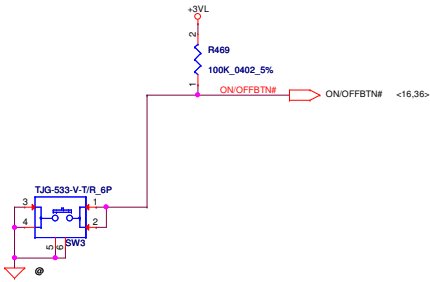 +3VL
2
R469
100K_0402_5%
1
ON/OFFBTN#
ON/OFFBTN# <16,36>
TJG-533-V-T/R_6P
3 1
4 2
SW3
5 6
@